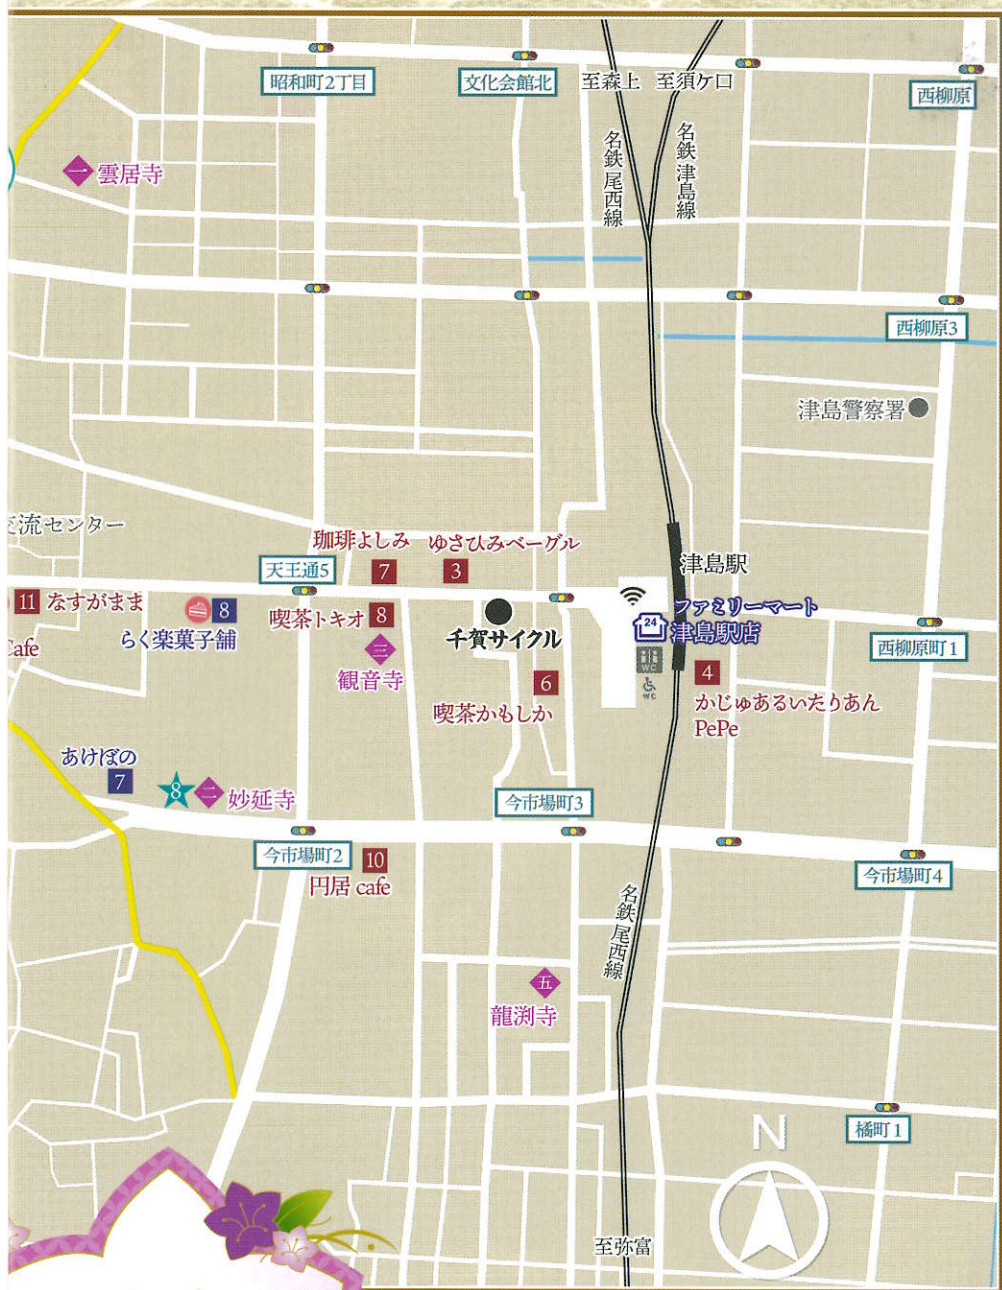 昭和町2丁目
文化会館北
至森上
至須ケ口
西柳原
名鉄 尾西線
名鉄 津島線
一
雲居寺
西柳原3
津島警察署
流センター
珈琲よしみ
7
ゆさひみベーグル
3
天王通5
津島駅
11 なすがまま
Cafe
8
らく楽菓子舗
喫茶トキオ 8
三
観音寺
千賀サイクル
24
ファミリーマート
津島駅店
WC
WC
西柳原町1
6
喫茶かもしか
4
かじゅあるいたりあん
PePe
あけぼの
7
8
二
妙延寺
今市場町3
今市場町2
10
円居 cafe
今市場町4
名鉄 尾西線
五
龍渕寺
橘町1
N
至弥富